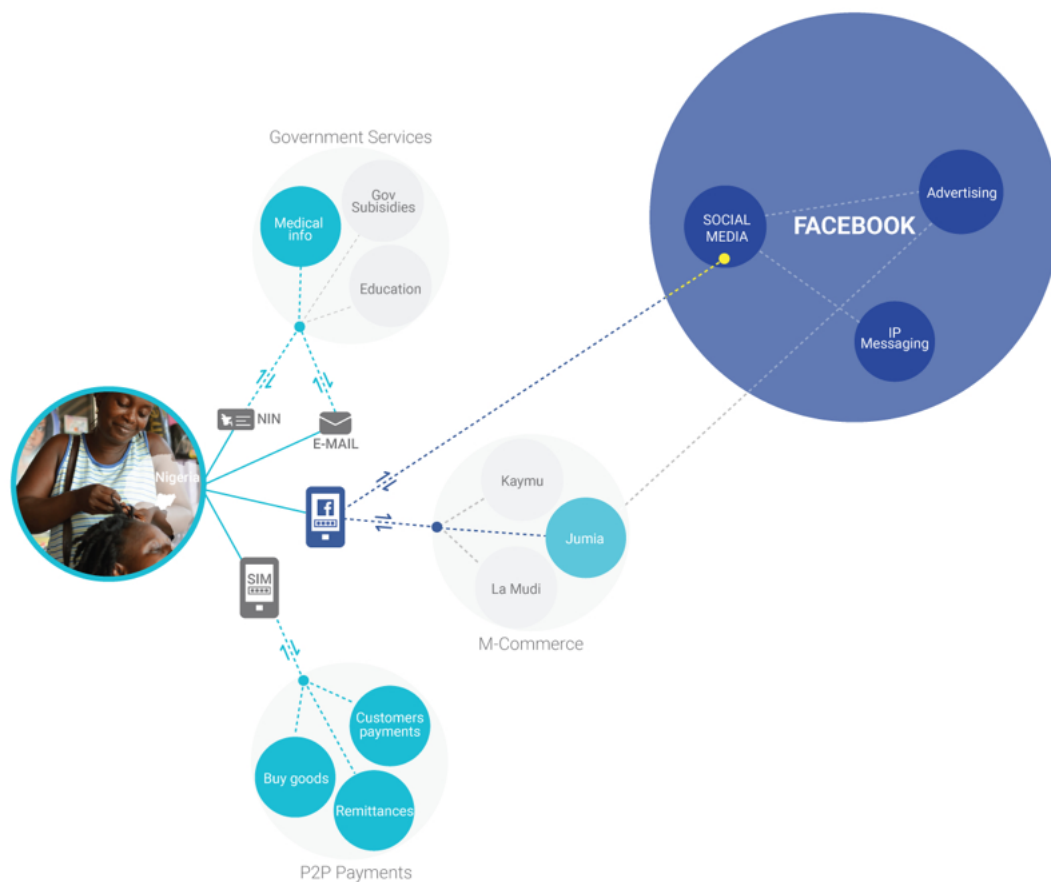 Government Services
Gov
Subisidies
Medical
info
Education
NIN
E-MAIL
Nigeria
SIM
SOCIAL
MEDIA
FACEBOOK
Advertising
IP
Messaging
Kaymu
Jumia
La Mudi
M-Commerce
Customers
payments
Buy goods
Remittances
P2P Payments